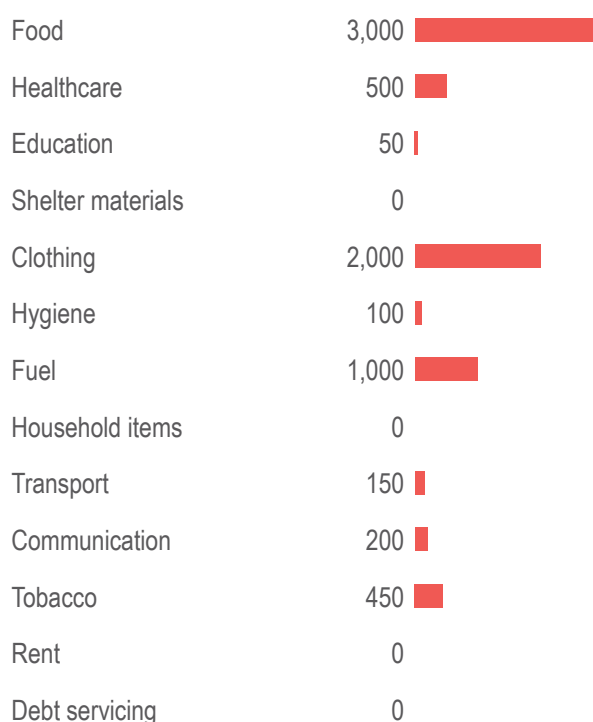 Food 3,000
Healthcare 500
Education 50
Shelter materials 0
Clothing 2,000
Hygiene 100
Fuel 1,000
Household items 0
Transport 150
Communication 200
Tobacco 450
Rent 0
Debt servicing 0